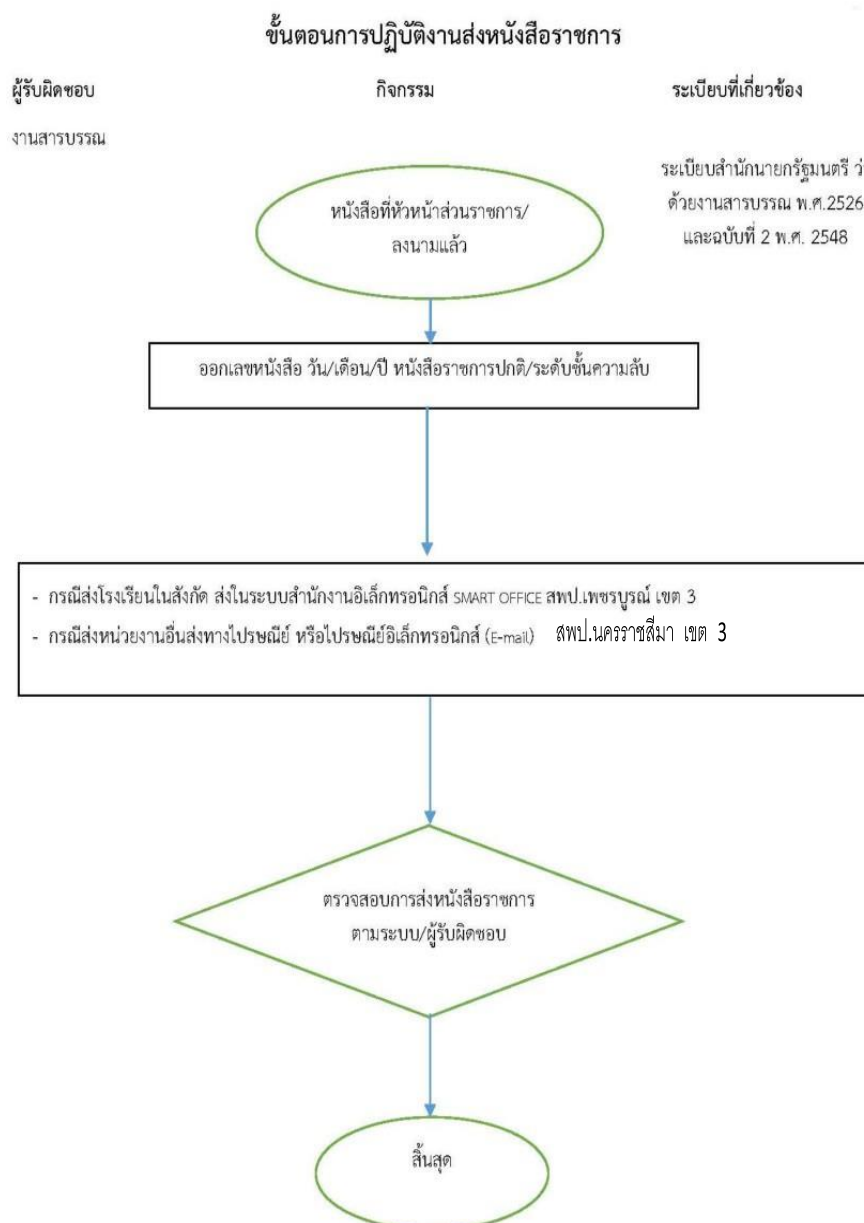 ขั้นตอนการปฏิบัติงานส่งหนังสือราชการ
ผู้รับผิดชอบ กิจกรรม ระเบียบที่เกี่ยวข้อง
งานสารบรรณ
ระเบียบสำนักนายกรัฐมนตรี ว่
ด้วยงานสารบรรณ พ.ศ.2526
และฉบับที่ 2 พ.ศ. 2548
หนังสือที่หัวหน้าส่วนราชการ/
ลงนามแล้ว
ออกเลขหนังสือ วัน/เดือน/ปี หนังสือราชการปกติ/ระดับชั้นความลับ
- กรณีส่งโรงเรียนในสังกัด ส่งในระบบสำนักงานอิเล็กทรอนิกส์ SMART OFFICE สพป.เพชรบูรณ์ เขต 3
- กรณีส่งหน่วยงานอื่นส่งทางไปรษณีย์ หรือไปรษณีย์อิเล็กทรอนิกส์ (E-mail) สพป.นครราชสีมา เขต 3
ตรวจสอบการส่งหนังสือราชการ
ตามระบบ/ผู้รับผิดชอบ
สิ้นสุด